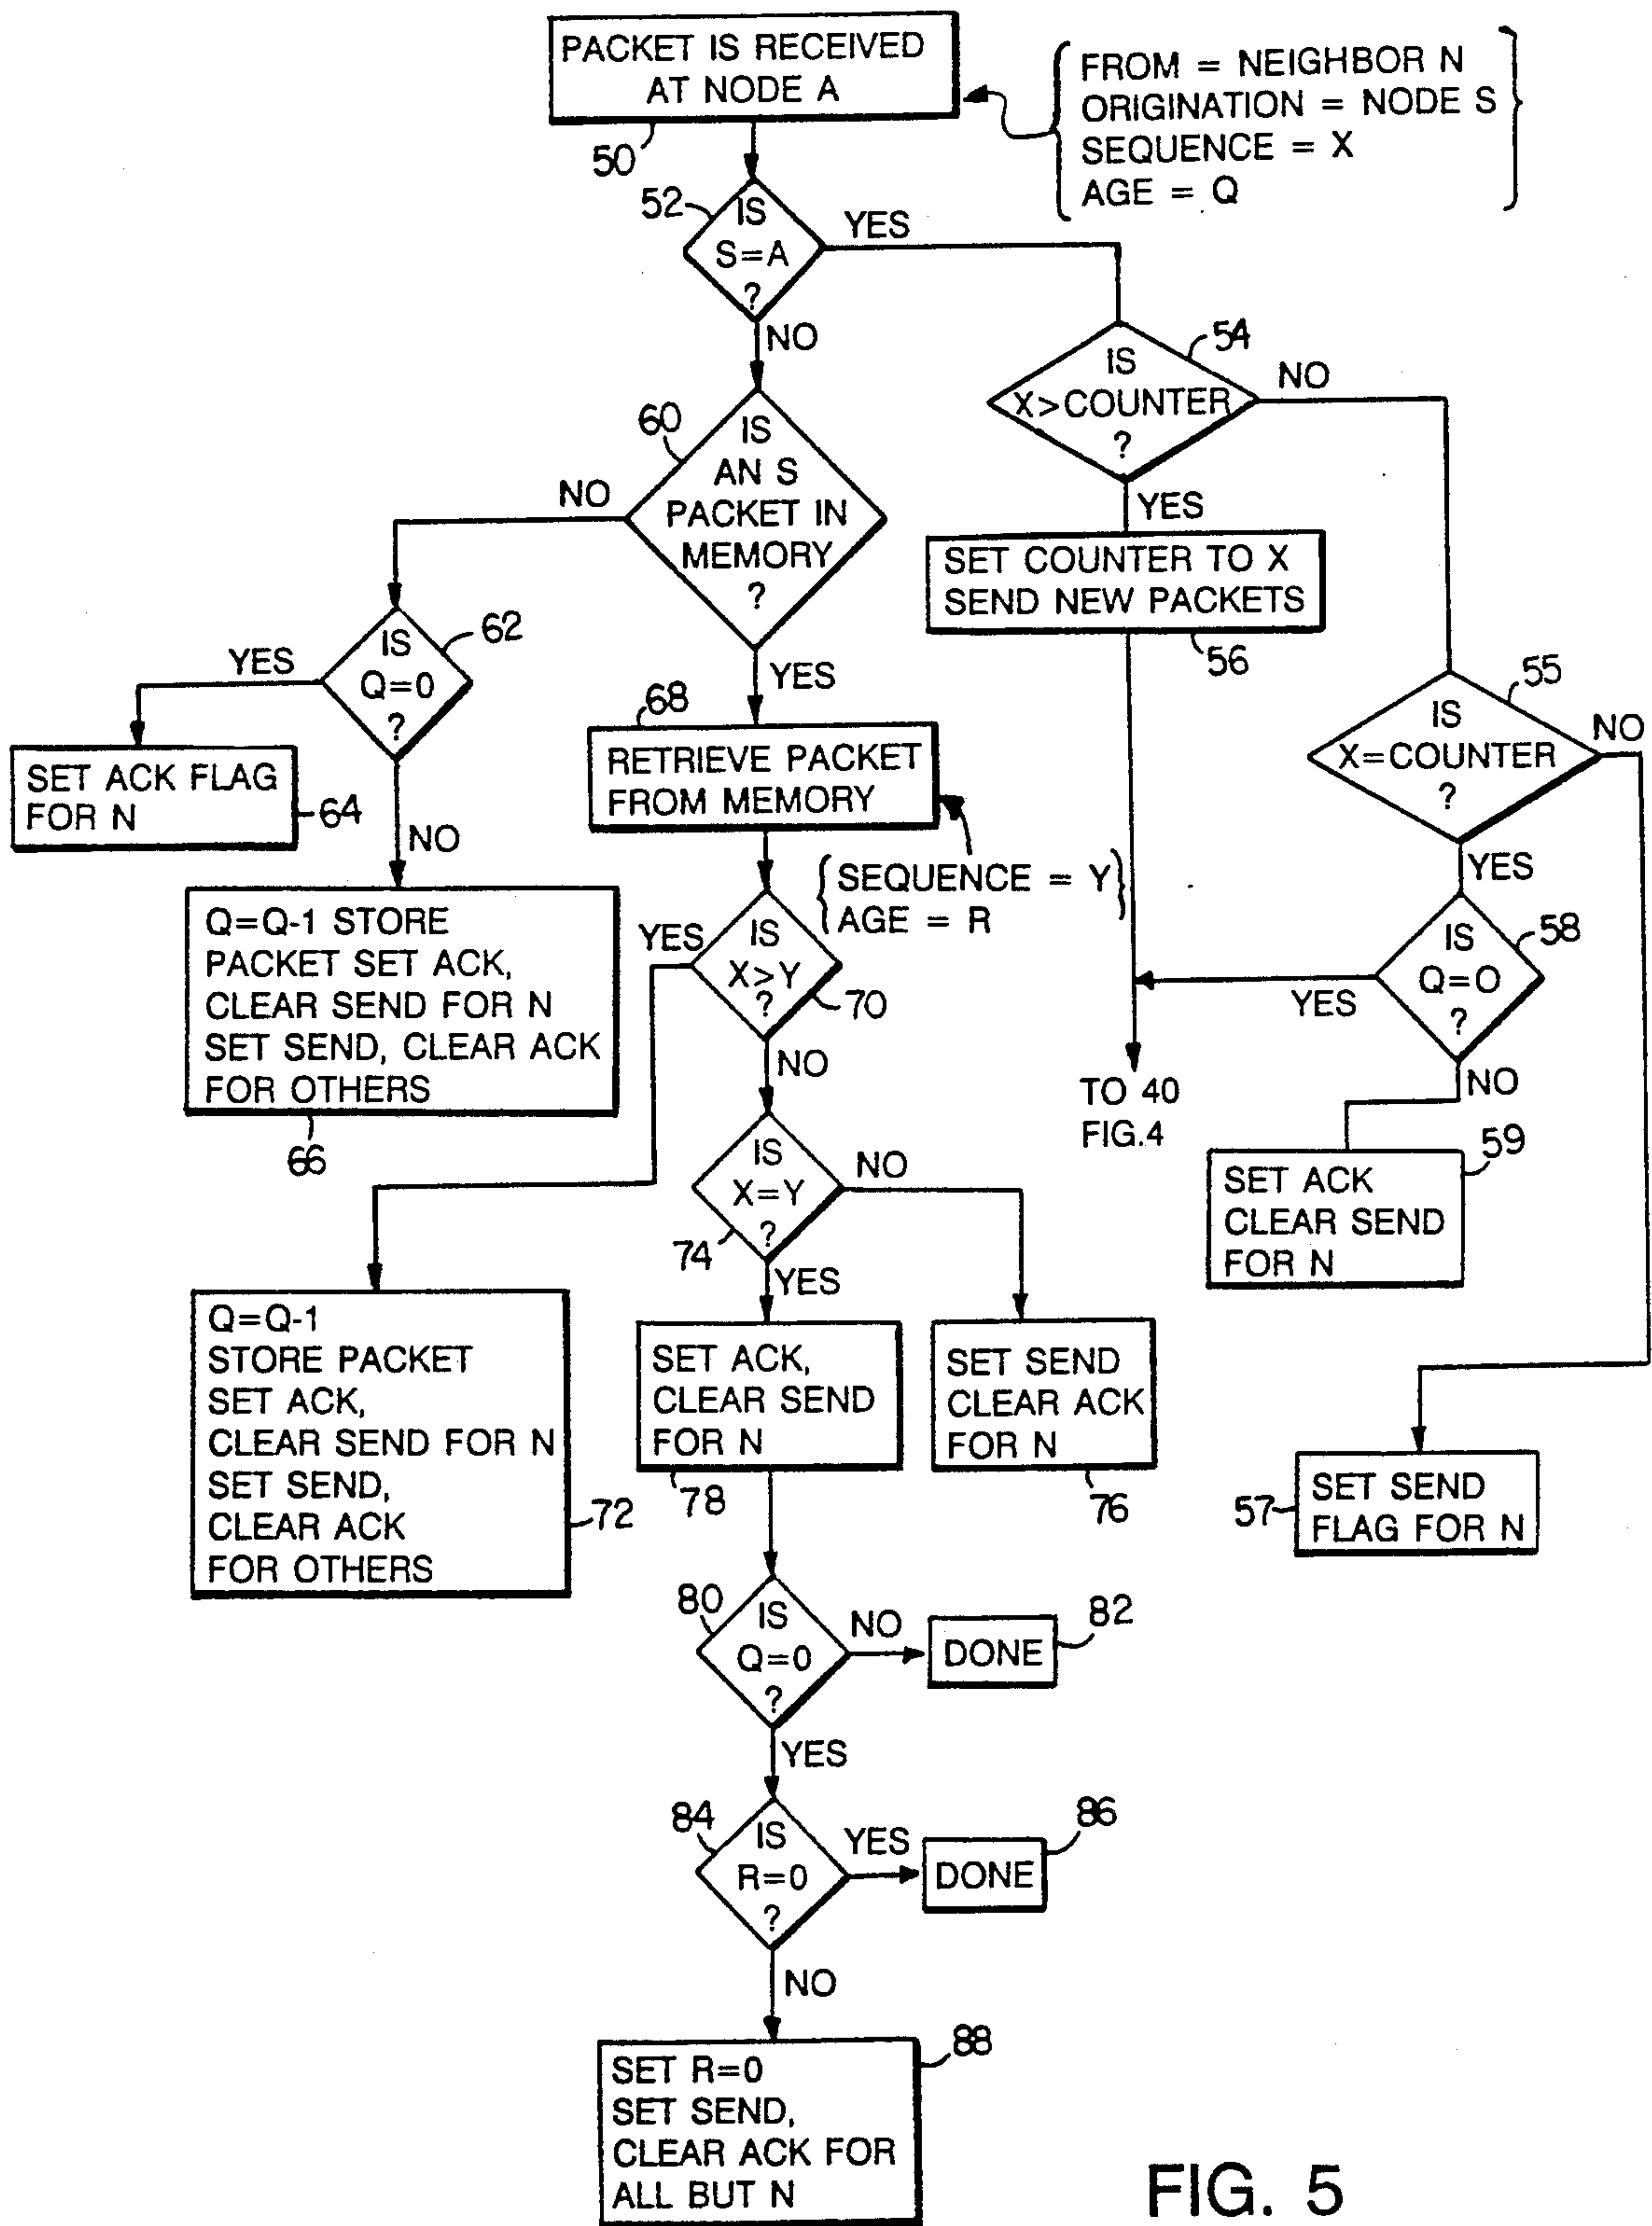 PACKET IS RECEIVED
AT NODE A
50
FROM = NEIGHBOR N
ORIGINATION = NODE S
SEQUENCE = X
AGE = Q
52
IS
S=A
?
YES
NO
54
IS
X>COUNTER
?
NO
YES
60
IS
AN S
PACKET IN
MEMORY
?
NO
YES
SET COUNTER TO X
SEND NEW PACKETS
56
62
IS
Q=0
?
YES
NO
SET ACK FLAG
FOR N
64
68
RETRIEVE PACKET
FROM MEMORY
SEQUENCE = Y
AGE = R
55
IS
X=COUNTER
?
NO
YES
Q=Q-1 STORE
PACKET SET ACK,
CLEAR SEND FOR N
SET SEND, CLEAR ACK
FOR OTHERS
66
YES
IS
X>Y
?
70
NO
58
IS
Q=0
?
YES
NO
TO 40
FIG.4
59
SET ACK
CLEAR SEND
FOR N
IS
X=Y
?
74
NO
YES
Q=Q-1
STORE PACKET
SET ACK,
CLEAR SEND FOR N
SET SEND,
CLEAR ACK
FOR OTHERS
72
SET ACK,
CLEAR SEND
FOR N
78
SET SEND
CLEAR ACK
FOR N
76
57
SET SEND
FLAG FOR N
80
IS
Q=0
?
NO
DONE
82
YES
84
IS
R=0
?
YES
DONE
86
NO
88
SET R=0
SET SEND,
CLEAR ACK FOR
ALL BUT N
FIG. 5